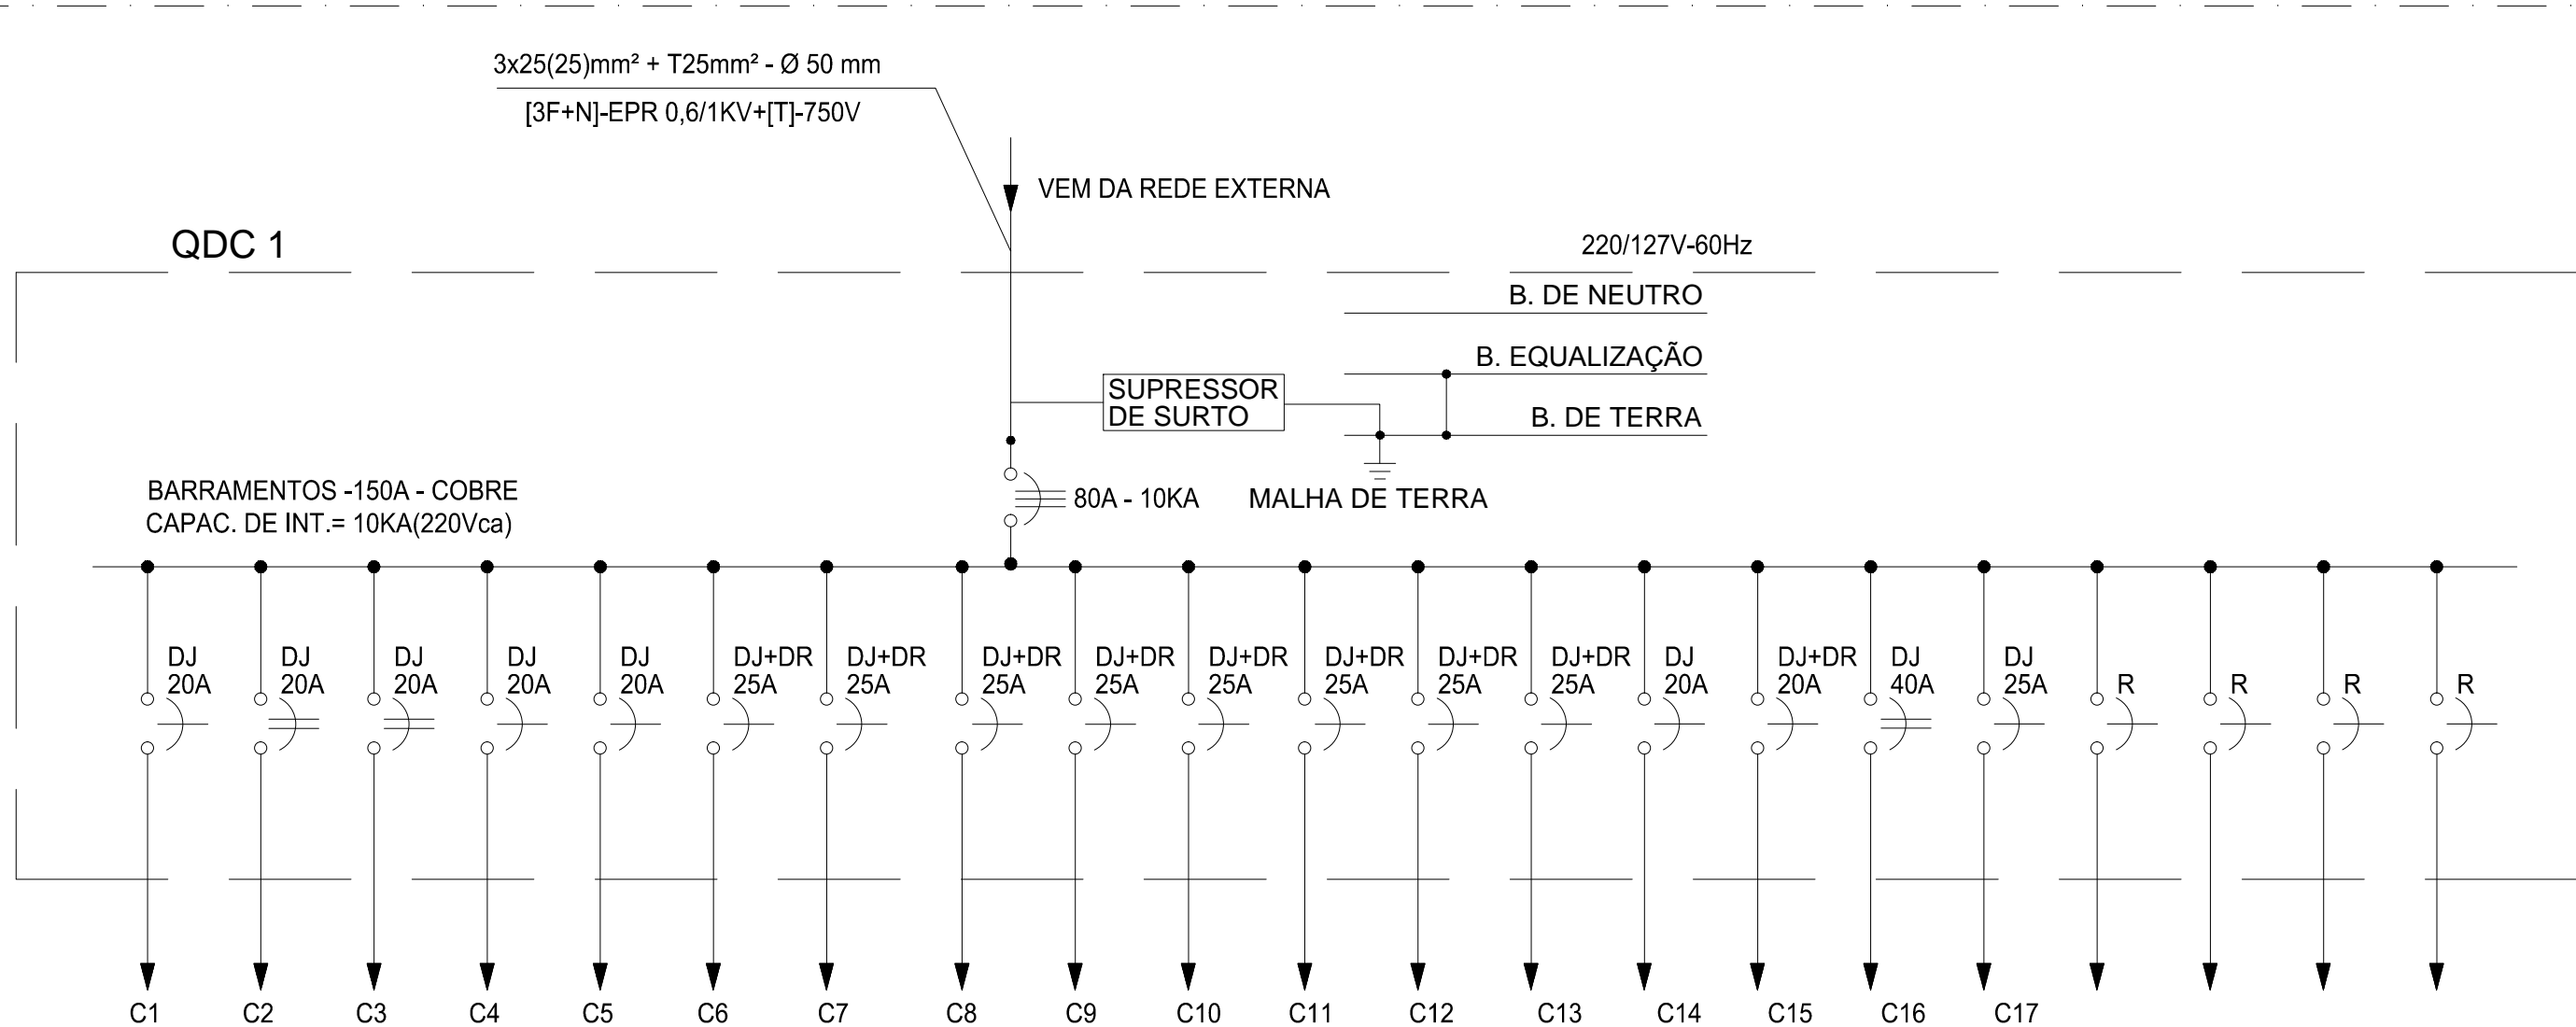 3x25(25)mm² + T25mm² - Ø 50 mm
[3F+N]-EPR 0,6/1KV+[T]-750V
VEM DA REDE EXTERNA
QDC 1
220/127V-60Hz
B. DE NEUTRO
B. EQUALIZAÇÃO
B. DE TERRA
SUPRESSOR
DE SURTO
80A - 10KA
MALHA DE TERRA
BARRAMENTOS -150A - COBRE
CAPAC. DE INT.= 10KA(220Vca)
DJ
20A
DJ
20A
DJ
20A
DJ
20A
DJ
20A
DJ+DR
25A
DJ+DR
25A
DJ+DR
25A
DJ+DR
25A
DJ+DR
25A
DJ+DR
25A
DJ+DR
25A
DJ+DR
25A
DJ
20A
DJ+DR
20A
DJ
40A
DJ
25A
R
R
R
R
C1
C2
C3
C4
C5
C6
C7
C8
C9
C10
C11
C12
C13
C14
C15
C16
C17